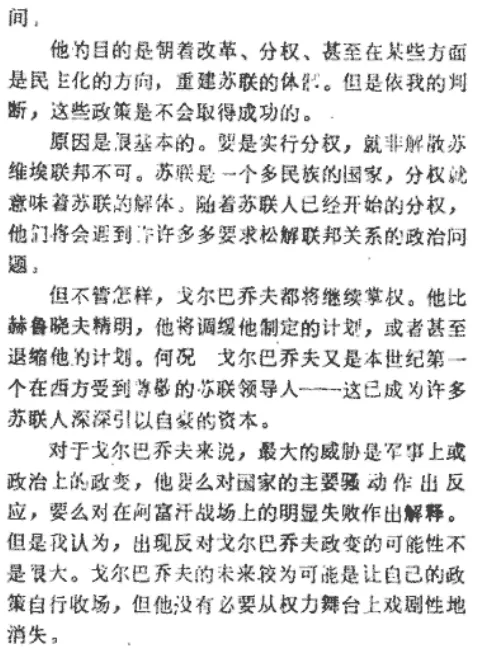 间。
他的目的是朝着改革、分权、甚至在某些方面
是民主化的方向，重建苏联的体制。但是依我的判
断，这些政策是不会取得成功的。
原因是很基本的。要是实行分权，就非解散苏
维埃联邦不可。苏联是一个多民族的国家，分权就
意味着苏联的解体。随着苏联人已经开始的分权，
他们将会遇到许许多多要求松解联邦关系的政治问
题。
但不管怎样，戈尔巴乔夫都将继续掌权。他比
赫鲁晓夫精明，他将调缓他制定的计划，或者甚至
退缩他的计划。何况 戈尔巴乔夫又是本世纪第一
个在西方受到尊敬的苏联领导人——这已成为许多
苏联人深深引以自豪的资本。
对于戈尔巴乔夫来说，最大的威胁是军事上或
政治上的政变，他要么对国家的主要骚动作出反
应，要么对在阿富汗战场上的明显失败作出解释。
但是我认为，出现反对戈尔巴乔夫政变的可能性不
是很大。戈尔巴乔夫的未来较为可能是让自己的政
策自行收场，但他没有必要从权力舞台上戏剧性地
消失。